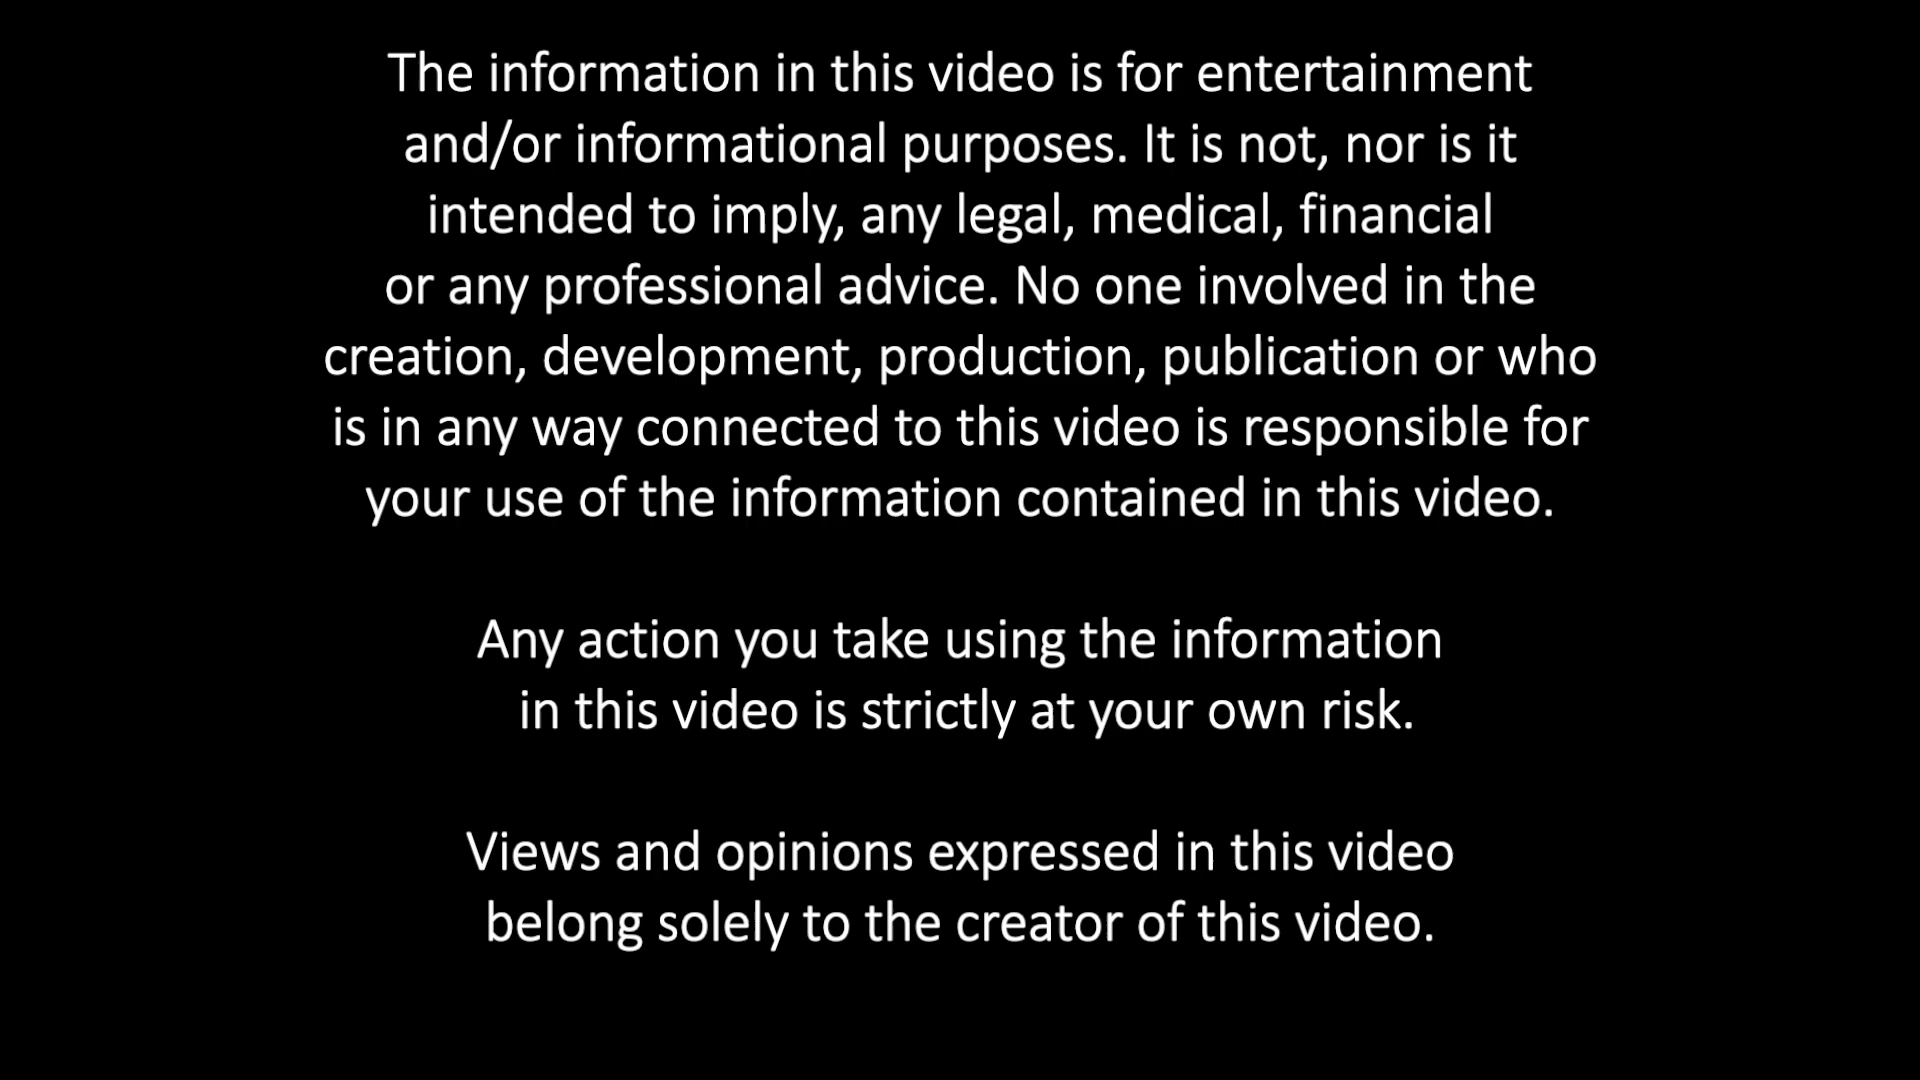 The information in this video is for entertainment
and/or informational purposes. It is not, nor is it
intended to imply, any legal, medical, financial
or any professional advice. No one involved in the
creation, development, production, publication or who
is in any way connected to this video is responsible for
your use of the information contained in this video.
Any action you take using the information
in this video is strictly at your own risk.
Views and opinions expressed in this video
belong solely to the creator of this video.